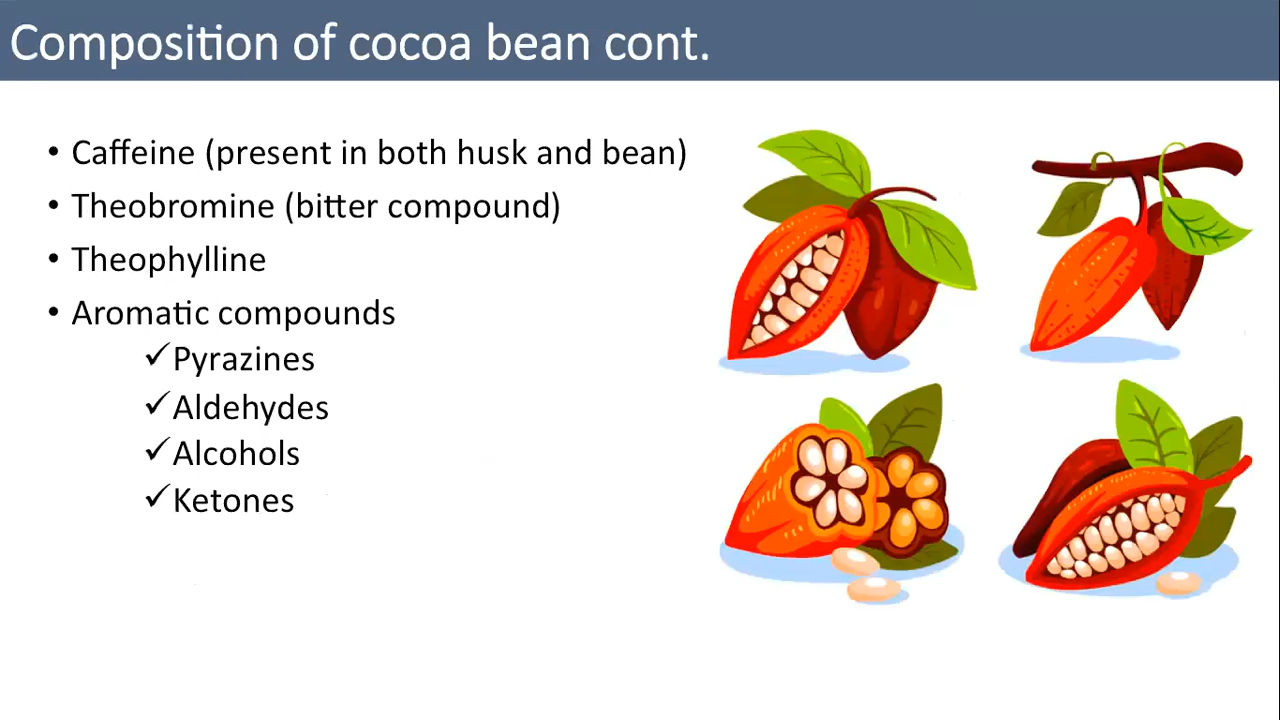 Composition of cocoa bean cont.
• Caffeine (present in both husk and bean)
• Theobromine (bitter compound)
• Theophylline
• Aromatic compounds
✓Pyrazines
✓Aldehydes
✓Alcohols
✓Ketones